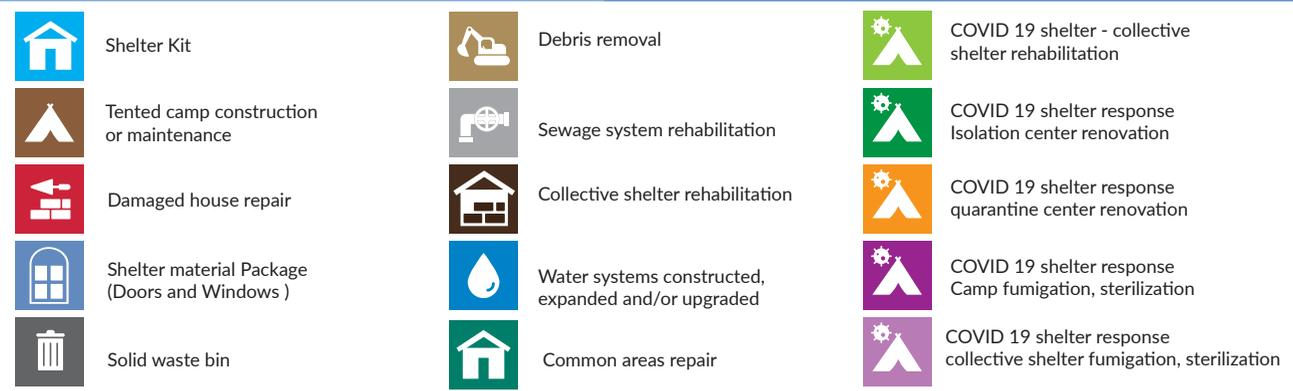 Shelter Kit
Tented camp construction
or maintenance
Damaged house repair
Shelter material Package
(Doors and Windows )
Solid waste bin
Debris removal
Sewage system rehabilitation
Collective shelter rehabilitation
Water systems constructed,
expanded and/or upgraded
Common areas repair
COVID 19 shelter - collective
shelter rehabilitation
COVID 19 shelter response
Isolation center renovation
COVID 19 shelter response
quarantine center renovation
COVID 19 shelter response
Camp fumigation, sterilization
COVID 19 shelter response
collective shelter fumigation, sterilization